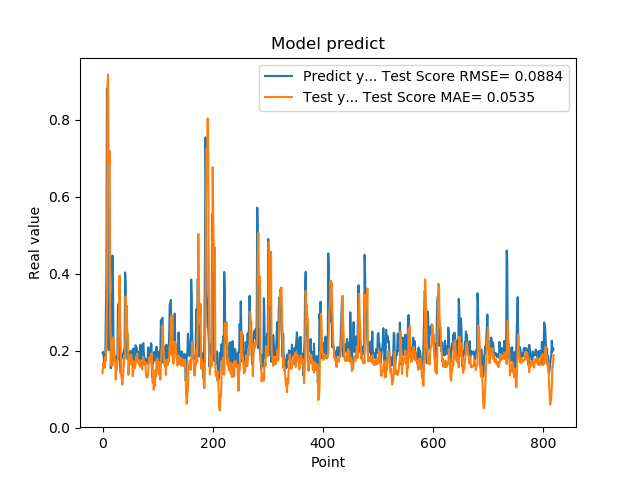 Model predict
Predict y... Test Score RMSE= 0.0884
Test y... Test Score MAE= 0.0535
Real value
0.8
0.6
0.4
0.2
0.0
0 200 400 600 800
Point